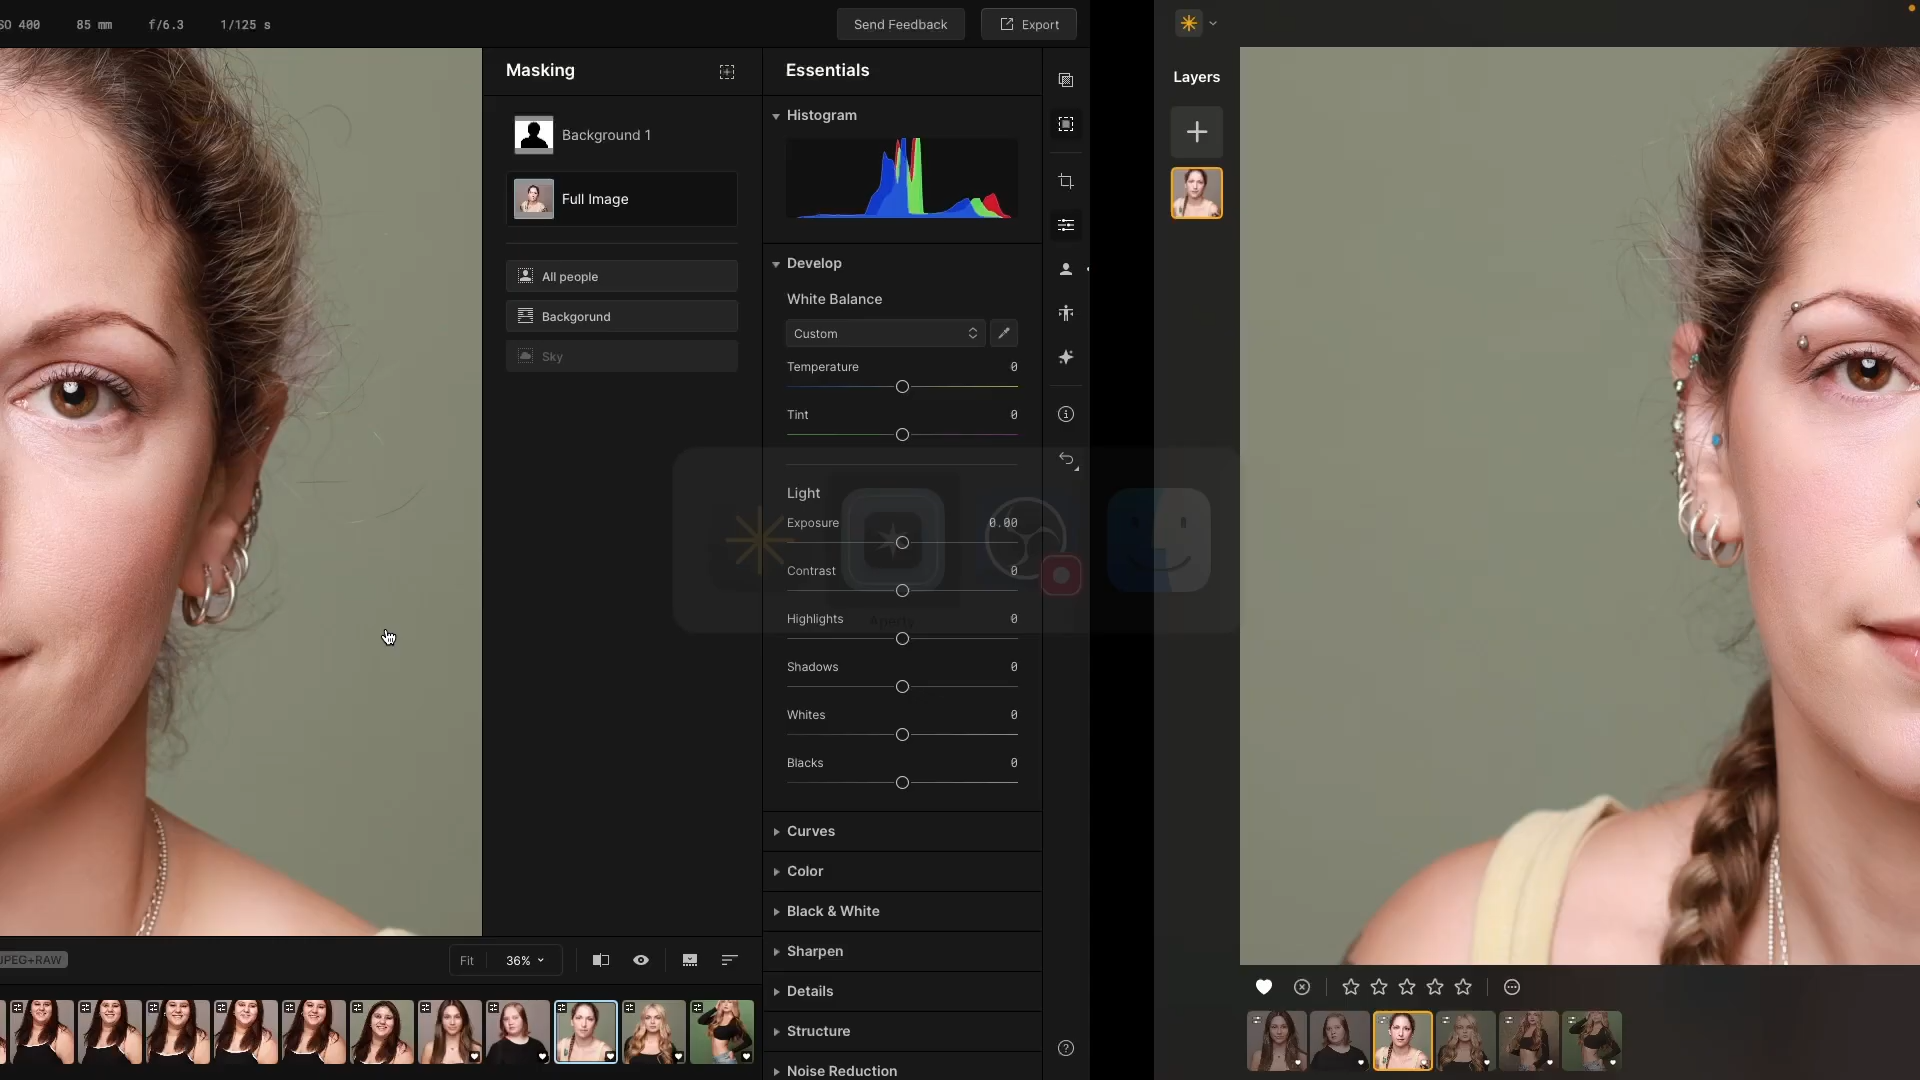 SO 400 85 mm f/6.3 1/125 s
Send Feedback
Export
Masking
Background 1
Full Image
All people
Backgorund
Sky
Essentials
Histogram
Develop
White Balance
Custom
Temperature 0
Tint 0
Light
Exposure 0.00
Contrast 0
Highlights 0
Aperty
Shadows 0
Whites 0
Blacks 0
Curves
Color
Black & White
Sharpen
Details
Structure
Noise Reduction
JPEG+RAW
Fit 36%
Layers